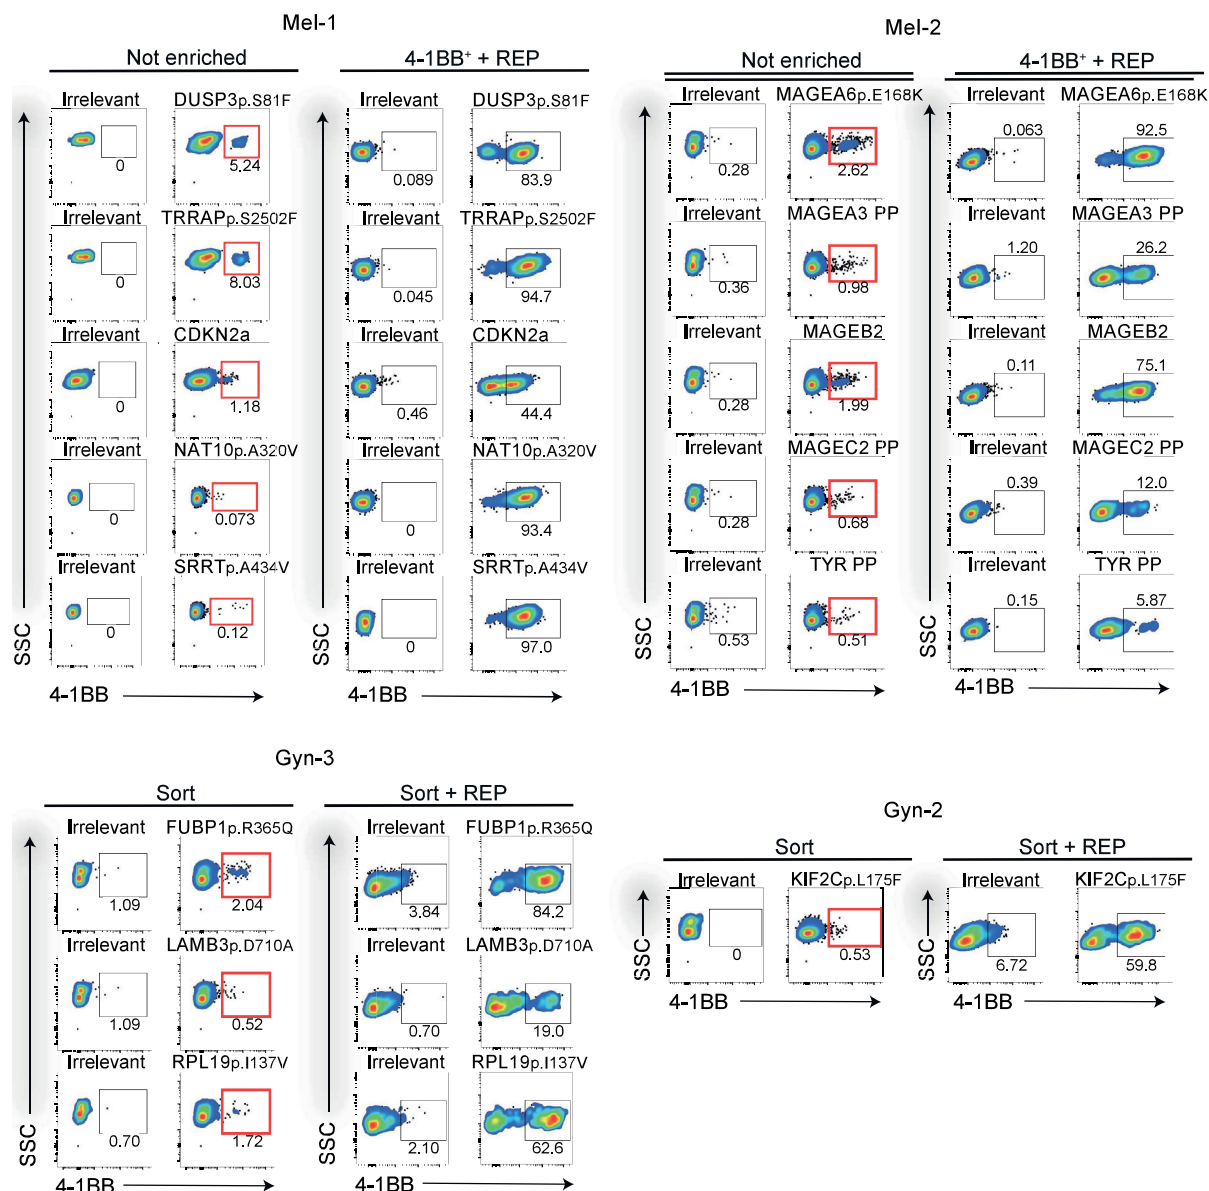 Mel-1
Not enriched
4-1BB⁺ + REP
Irrelevant
DUSP3p.S81F
Irrelevant
DUSP3p.S81F
0
5.24
0.089
83.9
Irrelevant
TRRAPp.S2502F
Irrelevant
TRRAPp.S2502F
0
8.03
0.045
94.7
Irrelevant
CDKN2a
Irrelevant
CDKN2a
0
1.18
0.46
44.4
Irrelevant
NAT10p.A320V
Irrelevant
NAT10p.A320V
0
0.073
0
93.4
Irrelevant
SRRTp.A434V
Irrelevant
SRRTp.A434V
0
0.12
0
97.0
SSC
4-1BB
4-1BB
Mel-2
Not enriched
4-1BB⁺ + REP
Irrelevant
MAGEA6p.E168K
Irrelevant
MAGEA6p.E168K
0.28
2.62
0.063
92.5
Irrelevant
MAGEA3 PP
Irrelevant
MAGEA3 PP
0.36
0.98
1.20
26.2
Irrelevant
MAGEB2
Irrelevant
MAGEB2
0.28
1.99
0.11
75.1
Irrelevant
MAGEC2 PP
Irrelevant
MAGEC2 PP
0.28
0.68
0.39
12.0
Irrelevant
TYR PP
Irrelevant
TYR PP
0.53
0.51
0.15
5.87
SSC
SSC
4-1BB
4-1BB
Gyn-3
Sort
Sort + REP
Irrelevant
FUBP1p.R365Q
Irrelevant
FUBP1p.R365Q
1.09
2.04
3.84
84.2
Irrelevant
LAMB3p.D710A
Irrelevant
LAMB3p.D710A
1.09
0.52
0.70
19.0
Irrelevant
RPL19p.I137V
Irrelevant
RPL19p.I137V
0.70
1.72
2.10
62.6
SSC
SSC
4-1BB
4-1BB
Gyn-2
Sort
Sort + REP
Irrelevant
KIF2Cp.L175F
Irrelevant
KIF2Cp.L175F
0
0.53
6.72
59.8
SSC
SSC
4-1BB
4-1BB